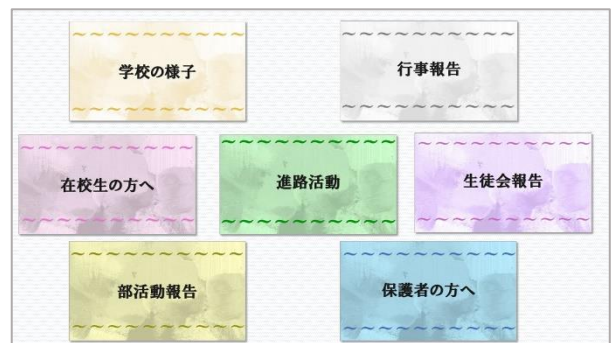 学校の様子
行事報告
在校生の方へ
進路活動
生徒会報告
部活動報告
保護者の方へ